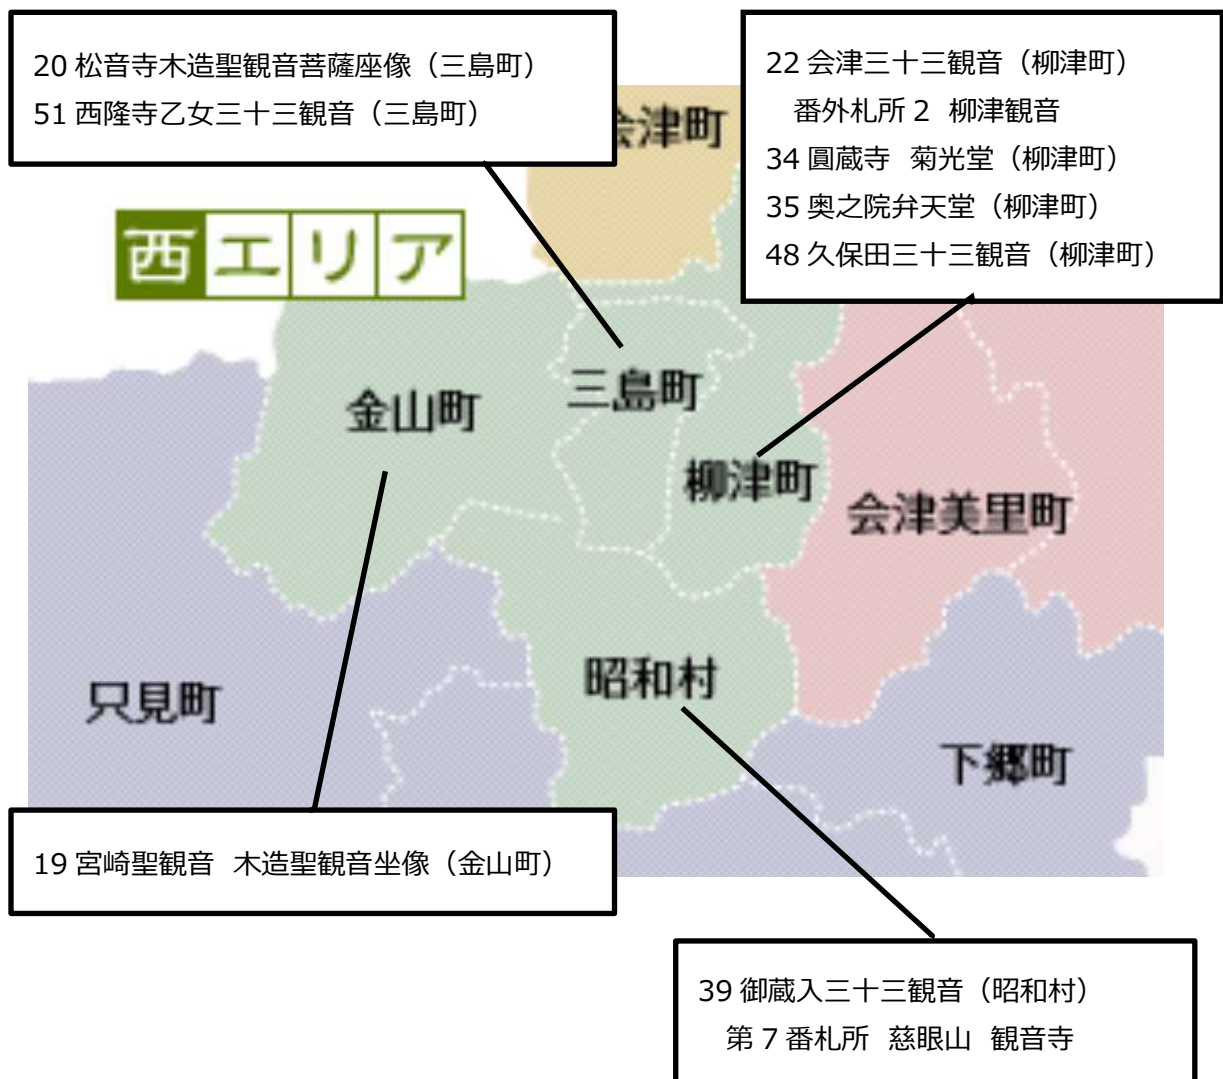 20 松音寺木造聖観音菩薩座像（三島町）
51 西隆寺乙女三十三観音（三島町）
22 会津三十三観音（柳津町）
番外札所 2 柳津観音
34 圓蔵寺 菊光堂（柳津町）
35 奥之院弁天堂（柳津町）
48 久保田三十三観音（柳津町）
会津町
西エリア
三島町
金山町
柳津町
会津美里町
昭和村
只見町
下郷町
19 宮崎聖観音 木造聖観音坐像（金山町）
39 御蔵入三十三観音（昭和村）
第 7 番札所 慈眼山 観音寺